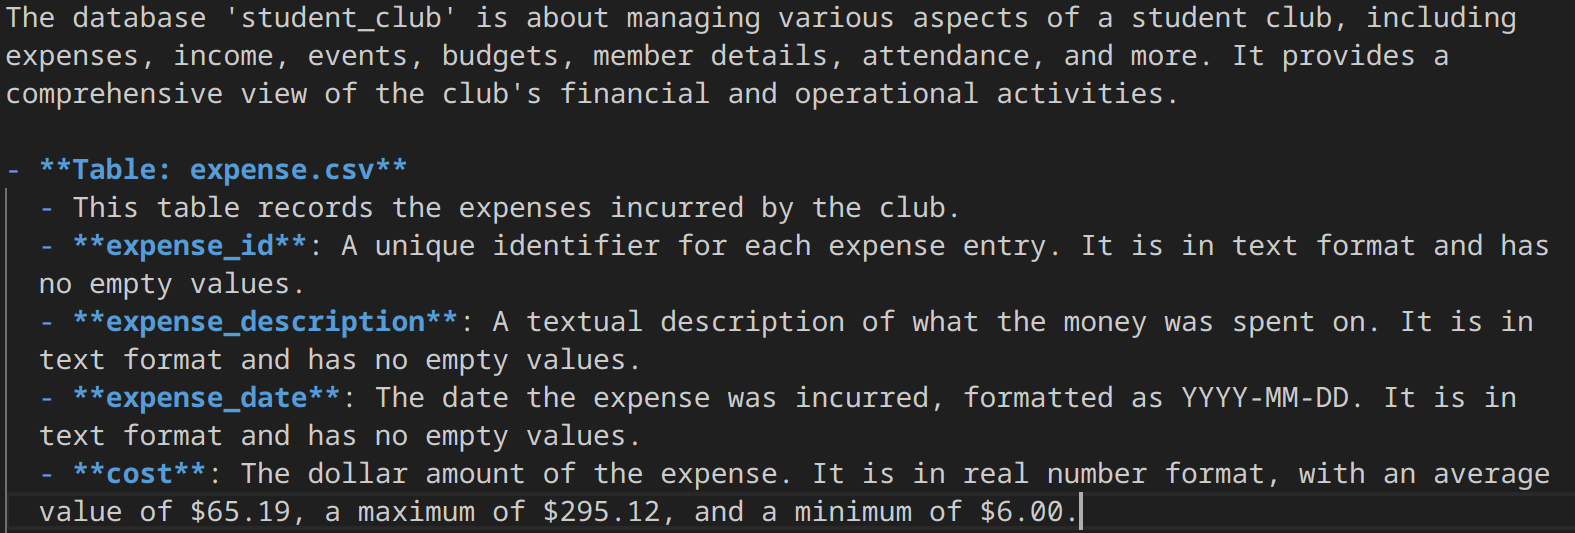 The database 'student_club' is about managing various aspects of a student club, including
expenses, income, events, budgets, member details, attendance, and more. It provides a
comprehensive view of the club's financial and operational activities.

- **Table: expense.csv**
  - This table records the expenses incurred by the club.
  - **expense_id**: A unique identifier for each expense entry. It is in text format and has
  no empty values.
  - **expense_description**: A textual description of what the money was spent on. It is in
  text format and has no empty values.
  - **expense_date**: The date the expense was incurred, formatted as YYYY-MM-DD. It is in
  text format and has no empty values.
  - **cost**: The dollar amount of the expense. It is in real number format, with an average
  value of $65.19, a maximum of $295.12, and a minimum of $6.00.